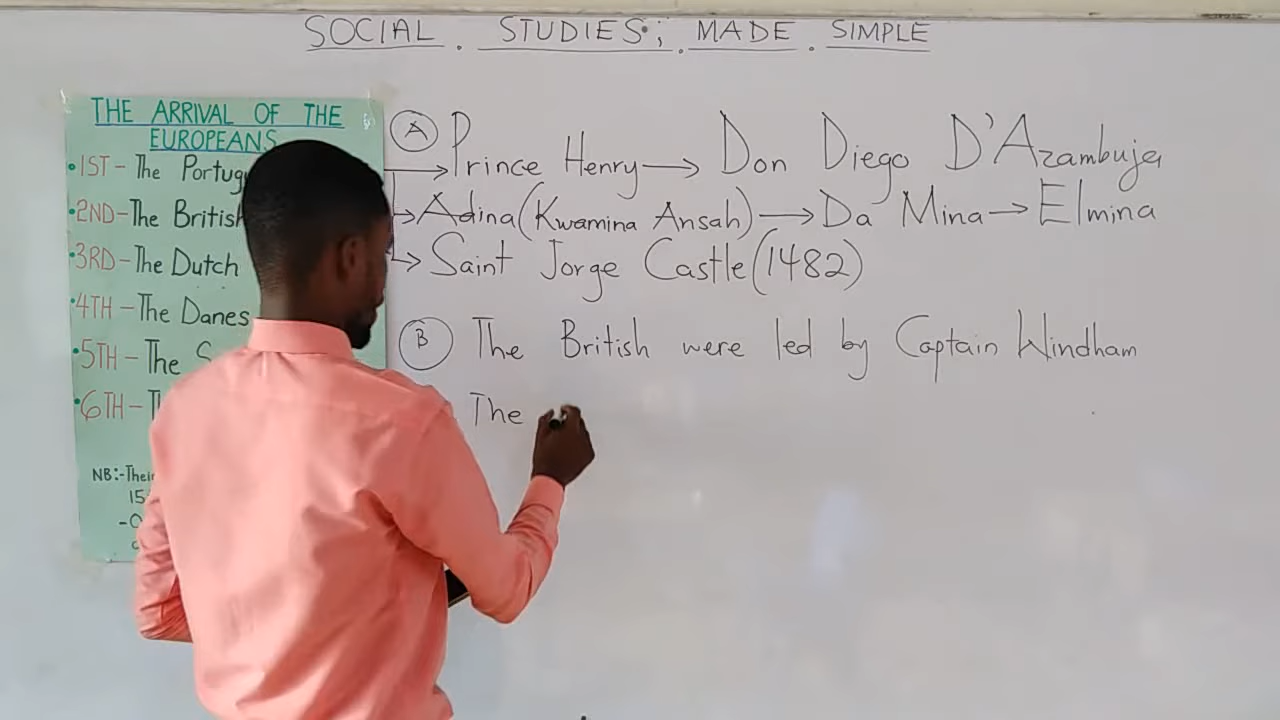 SOCIAL . STUDIES; . MADE . SIMPLE
THE ARRIVAL OF THE
EUROPEANS
• 1ST - The
• 2ND - The British
• 3RD - The Dutch
• 4TH - The Danes
• 5TH - The
• 6TH -
NB:-
A Prince Henry → Don Diego D'Azambuja
→ Adina (Kwamina Ansah) → Da Mina → Elmina
→ Saint Jorge Castle (1482)
B The British were led by Captain Windham
The